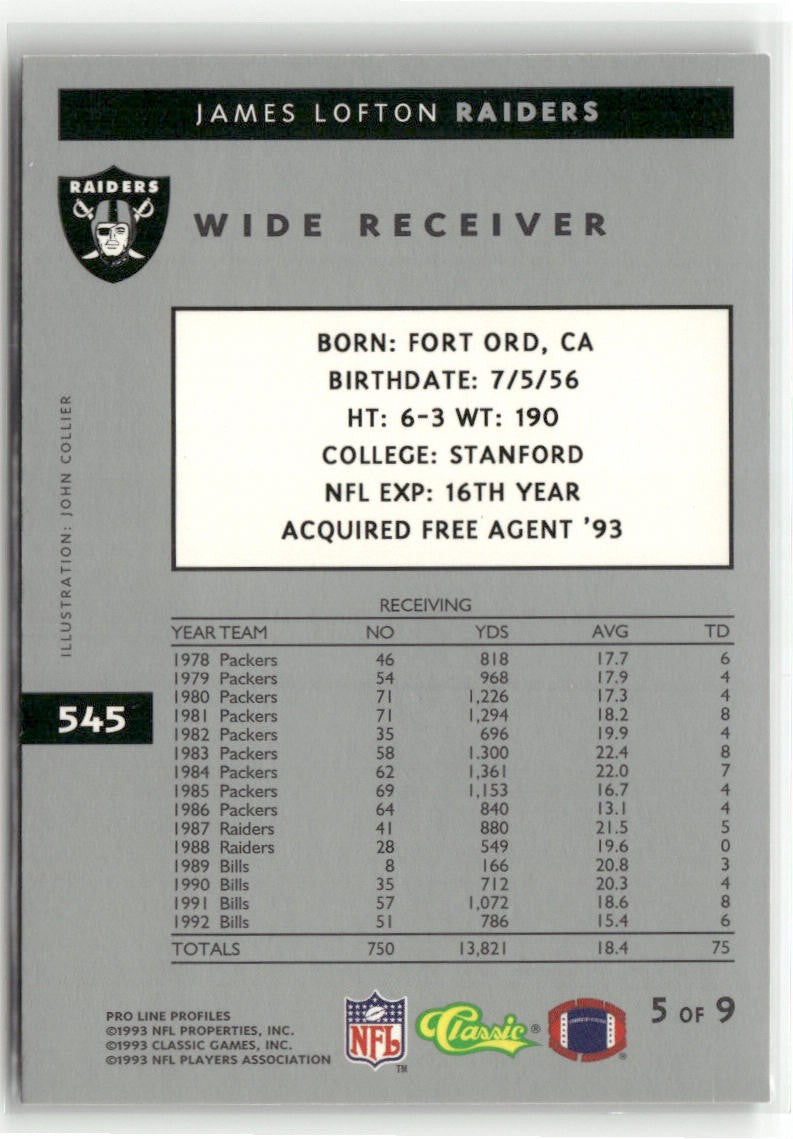 JAMES LOFTON RAIDERS
RAIDERS
WIDE RECEIVER
BORN: FORT ORD, CA
BIRTHDATE: 7/5/56
HT: 6-3 WT: 190
COLLEGE: STANFORD
NFL EXP: 16TH YEAR
ACQUIRED FREE AGENT '93
ILLUSTRATION: JOHN COLLIER
545
RECEIVING
YEAR TEAM NO YDS AVG TD
1978 Packers 46 818 17.7 6
1979 Packers 54 968 17.9 4
1980 Packers 71 1,226 17.3 4
1981 Packers 71 1,294 18.2 8
1982 Packers 35 696 19.9 4
1983 Packers 58 1.300 22.4 8
1984 Packers 62 1,361 22.0 7
1985 Packers 69 1,153 16.7 4
1986 Packers 64 840 13.1 4
1987 Raiders 41 880 21.5 5
1988 Raiders 28 549 19.6 0
1989 Bills 8 166 20.8 3
1990 Bills 35 712 20.3 4
1991 Bills 57 1,072 18.6 8
1992 Bills 51 786 15.4 6
TOTALS 750 13,821 18.4 75
PRO LINE PROFILES
©1993 NFL PROPERTIES, INC.
©1993 CLASSIC GAMES, INC.
©1993 NFL PLAYERS ASSOCIATION
NFL TM
Classic ®
®
5 OF 9